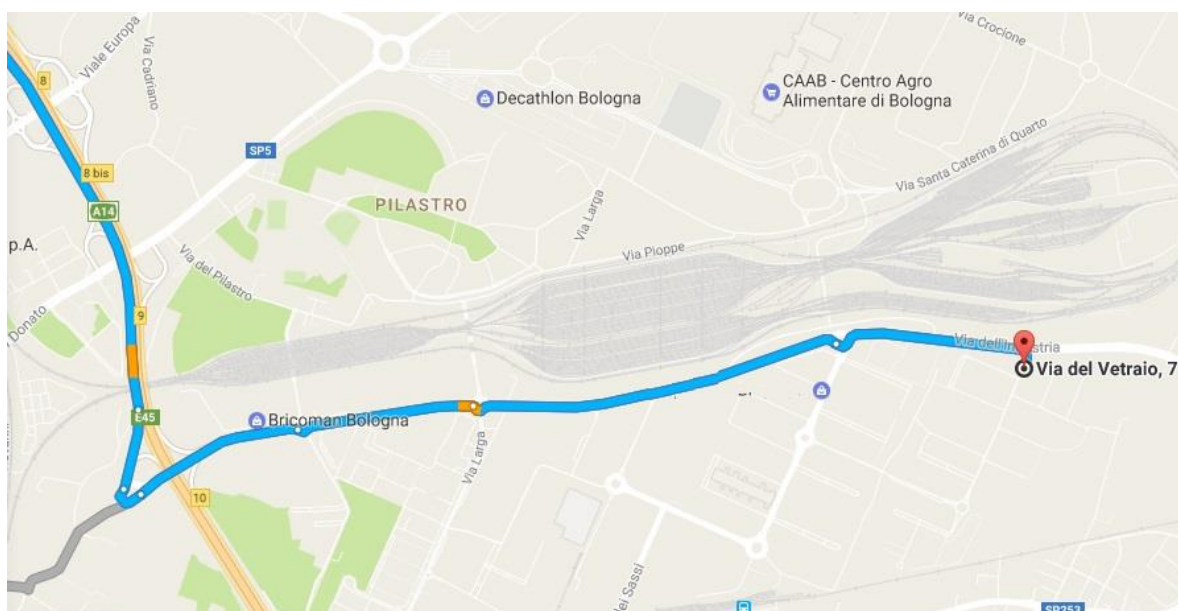 Viale Europa
Via Cadriano
8
Via Crocione
Decathlon Bologna
CAAB - Centro Agro
Alimentare di Bologna
SP5
8 bis
A14
PILASTRO
Via Santa Caterina di Quarto
Via Larga
p.A.
Via del Pilastro
Via Pioppe
Donato
9
Via dell'Industria
Via del Vetraio, 7
E45
Bricoman Bologna
Via Larga
10
ei Sassi
SP253